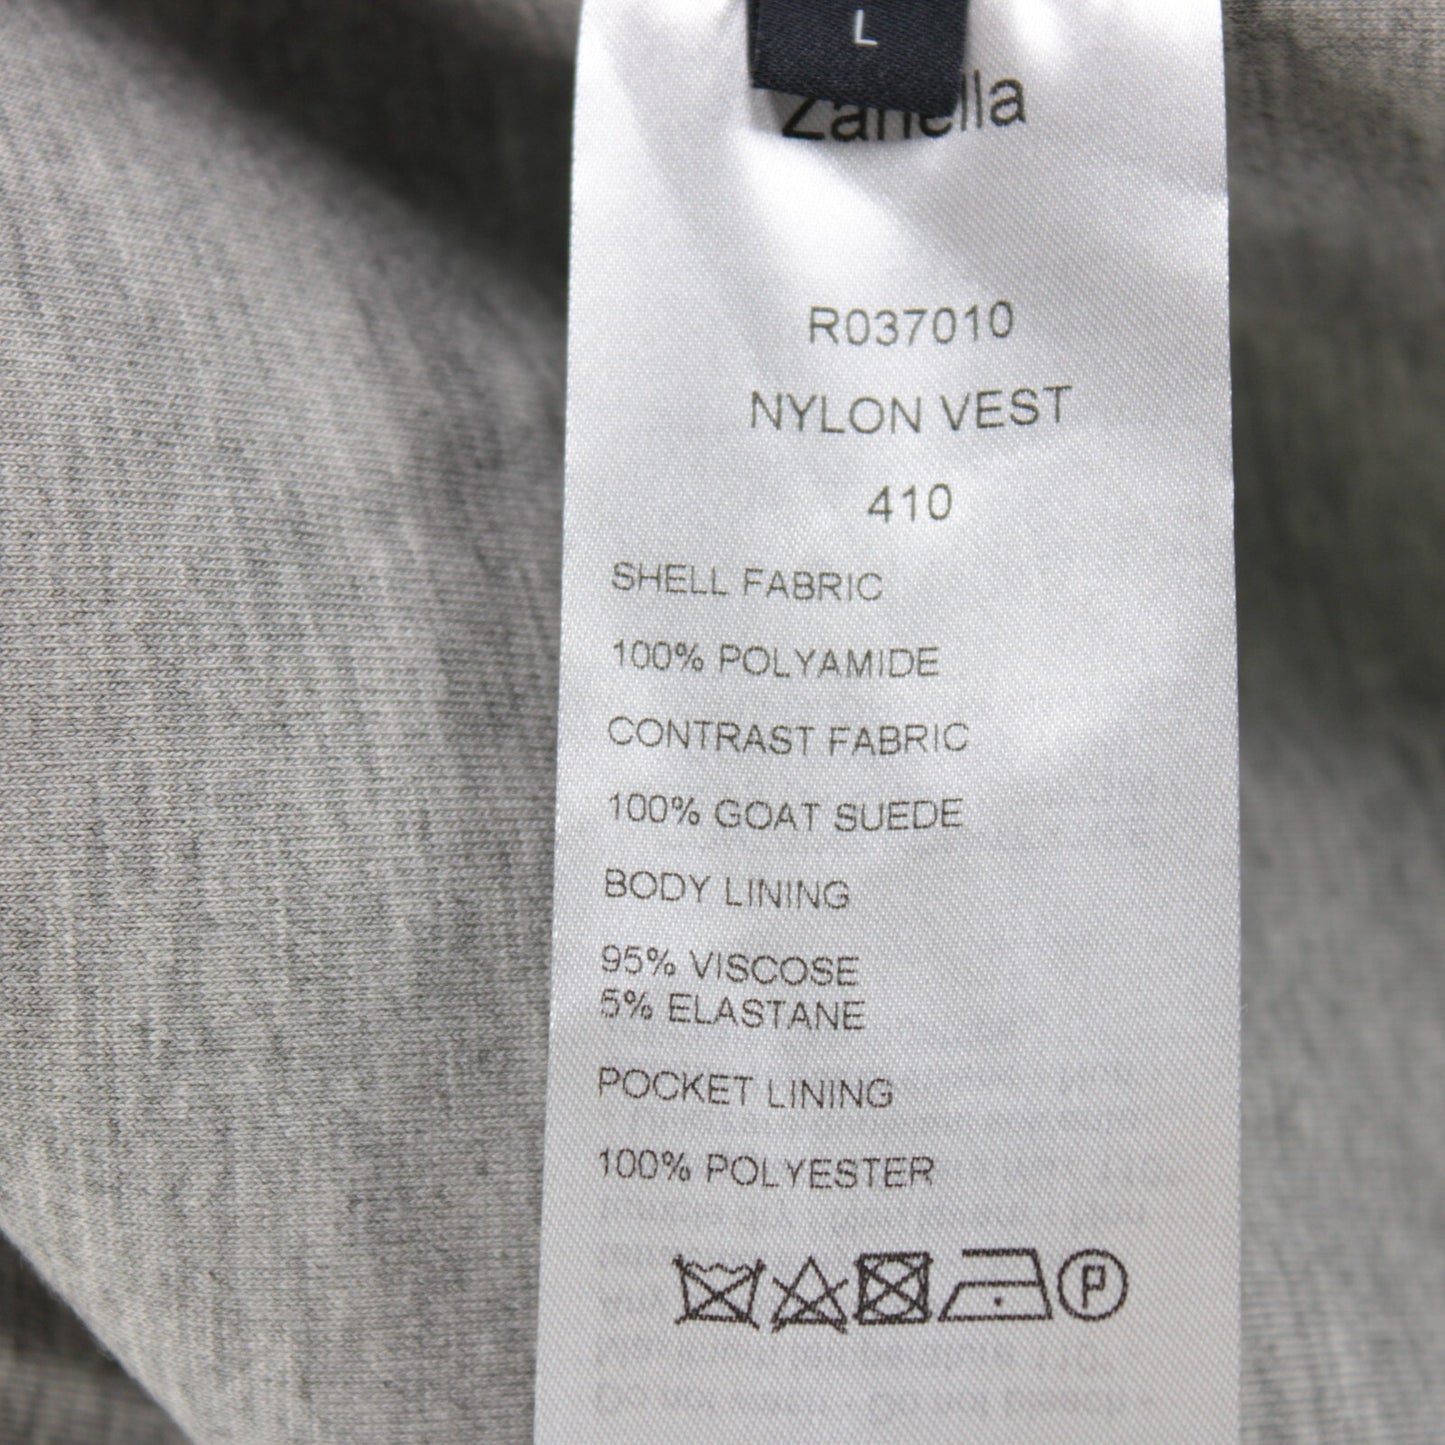 L
Zanella
R037010
NYLON VEST
410
SHELL FABRIC
100% POLYAMIDE
CONTRAST FABRIC
100% GOAT SUEDE
BODY LINING
95% VISCOSE
5% ELASTANE
POCKET LINING
100% POLYESTER
P